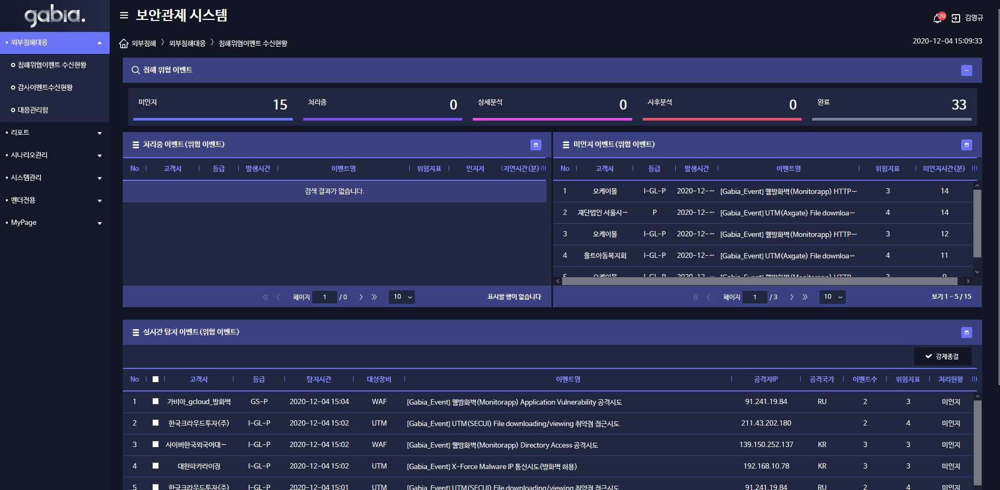 gabia.
보안관제 시스템
20
김영규
외부침해대응
침해위협이벤트 수신현황
감사이벤트수신현황
대응관리함
리포트
시나리오관리
시스템관리
벤더전용
MyPage
외부침해 〉 외부침해대응 〉 침해위협이벤트 수신현황
2020-12-04 15:09:33
침해 위협 이벤트
미인지 15 처리중 0 상세분석 0 사후분석 0 완료 33
처리중 이벤트(위협 이벤트)
No 고객사 등급 발생시간 이벤트명 위험지표 인지자 지연시간(분)
검색 결과가 없습니다.
페이지 1 / 0 10 표시할 행이 없습니다
미인지 이벤트(위협 이벤트)
No 고객사 등급 발생시간 이벤트명 위험지표 미인지시간(분)
1 오케이몰 I-GL-P 2020-12-… [Gabia_Event] 웹방화벽(Monitorapp) HTTP… 3 14
2 재단법인 서울시… P 2020-12-… [Gabia_Event] UTM(Axgate) File downloa… 4 14
3 오케이몰 I-GL-P 2020-12-… [Gabia_Event] 웹방화벽(Monitorapp) HTTP… 3 12
4 홀트아동복지회 I-GL-P 2020-12-… [Gabia_Event] UTM(Axgate) File downloa… 4 11
5 오케이몰 I-GL-P 2020-12-… [Gabia_Event] 웹방화벽(Monitorapp) HTTP… 3 9
페이지 1 / 3 10 보기 1 - 5 / 15
실시간 탐지 이벤트(위협 이벤트)
강제종결
No 고객사 등급 탐지시간 대상장비 이벤트명 공격자IP 공격국가 이벤트수 위험지표 처리현황
1 가비아_gcloud_방화벽 GS-P 2020-12-04 15:04 WAF [Gabia_Event] 웹방화벽(Monitorapp) Application Vulnerability 공격시도 91.241.19.84 RU 2 3 미인지
2 한국크라우드투자(주) I-GL-P 2020-12-04 15:02 UTM [Gabia_Event] UTM(SECUI) File downloading/viewing 취약점 접근시도 211.43.202.180 2 4 미인지
3 사이버한국외국어대… I-GL-P 2020-12-04 15:02 WAF [Gabia_Event] 웹방화벽(Monitorapp) Directory Access 공격시도 139.150.252.137 KR 3 3 미인지
4 대한파카라이징 I-GL-P 2020-12-04 15:02 UTM [Gabia_Event] X-Force Malware IP 통신시도(방화벽 허용) 192.168.10.78 KR 3 3 미인지
5 한국크라우드투자(주) I-GL-P 2020-12-04 15:01 UTM [Gabia_Event] UTM(SECUI) File downloading/viewing 취약점 접근시도 91.241.19.84 RU 2 4 미인지